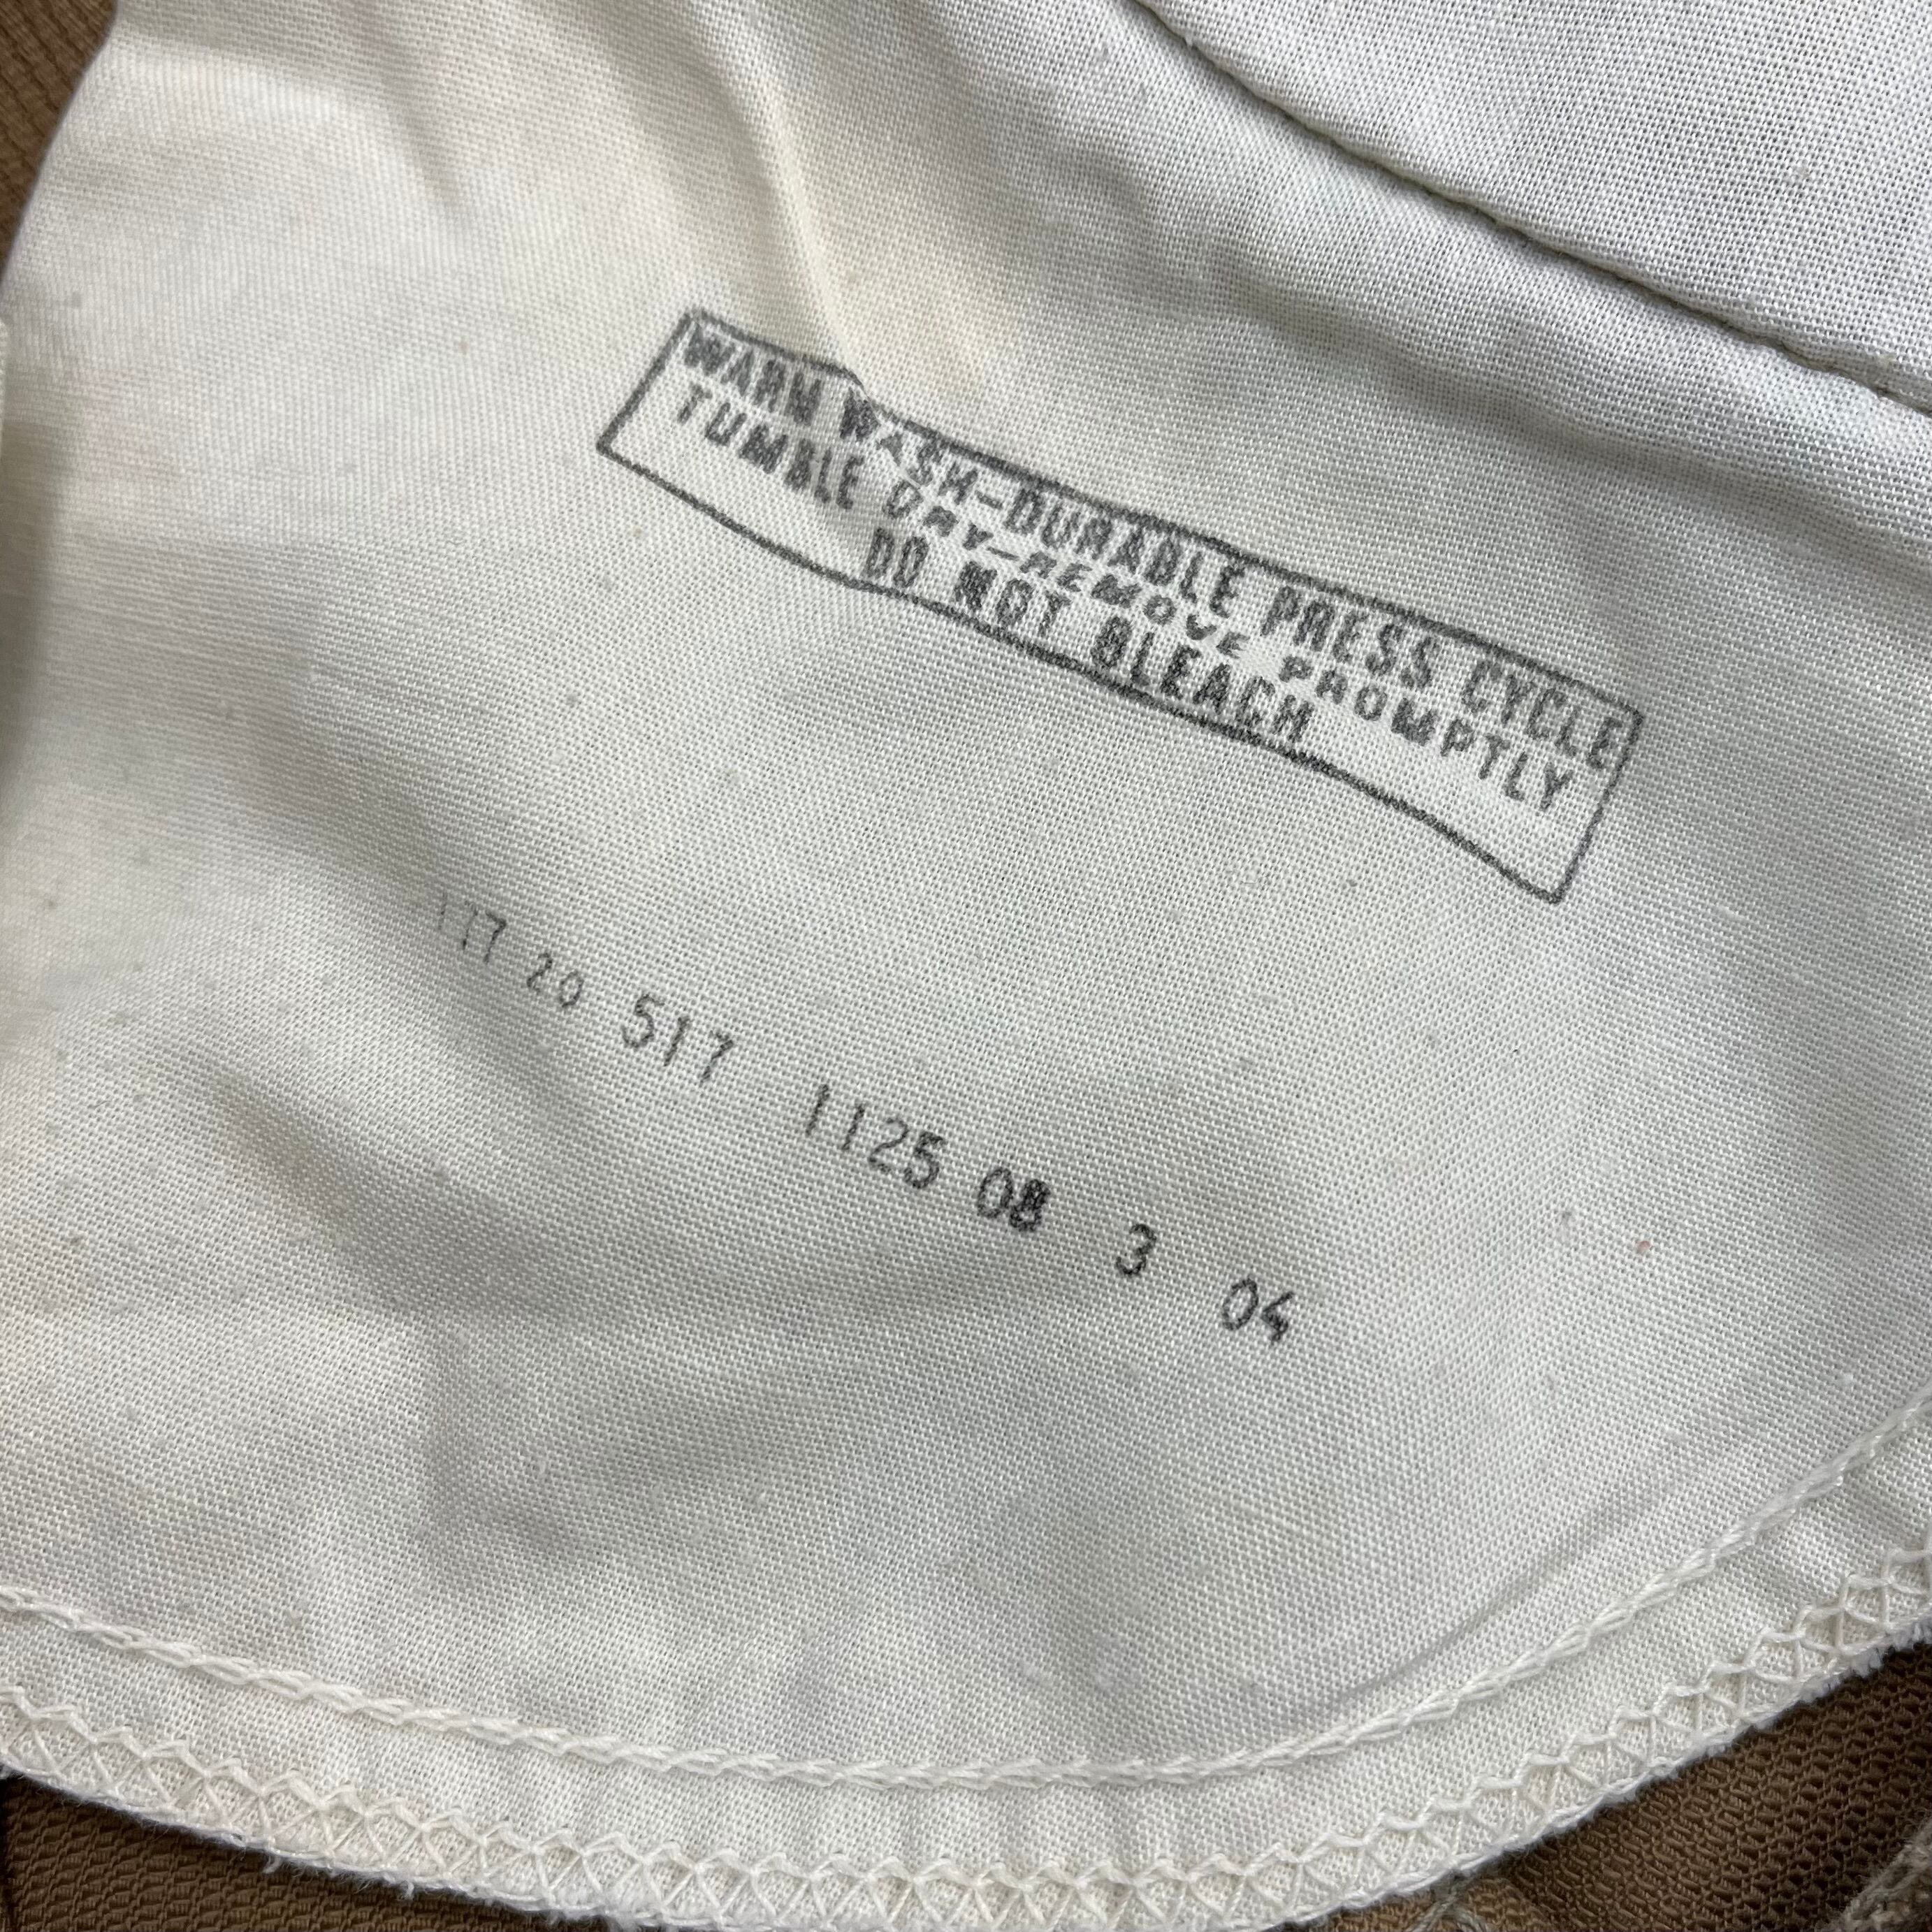 WARM WASH-DURABLE PRESS CYCLE
TUMBLE DRY-REMOVE PROMPTLY
DO NOT BLEACH
20 517 1125 08 3 04